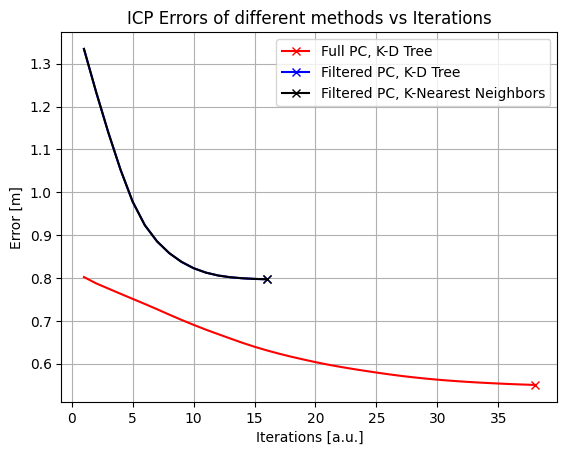 ICP Errors of different methods vs Iterations
Full PC, K-D Tree
Filtered PC, K-D Tree
Filtered PC, K-Nearest Neighbors
Error [m]
1.3
1.2
1.1
1.0
0.9
0.8
0.7
0.6
0
5
10
15
20
25
30
35
Iterations [a.u.]